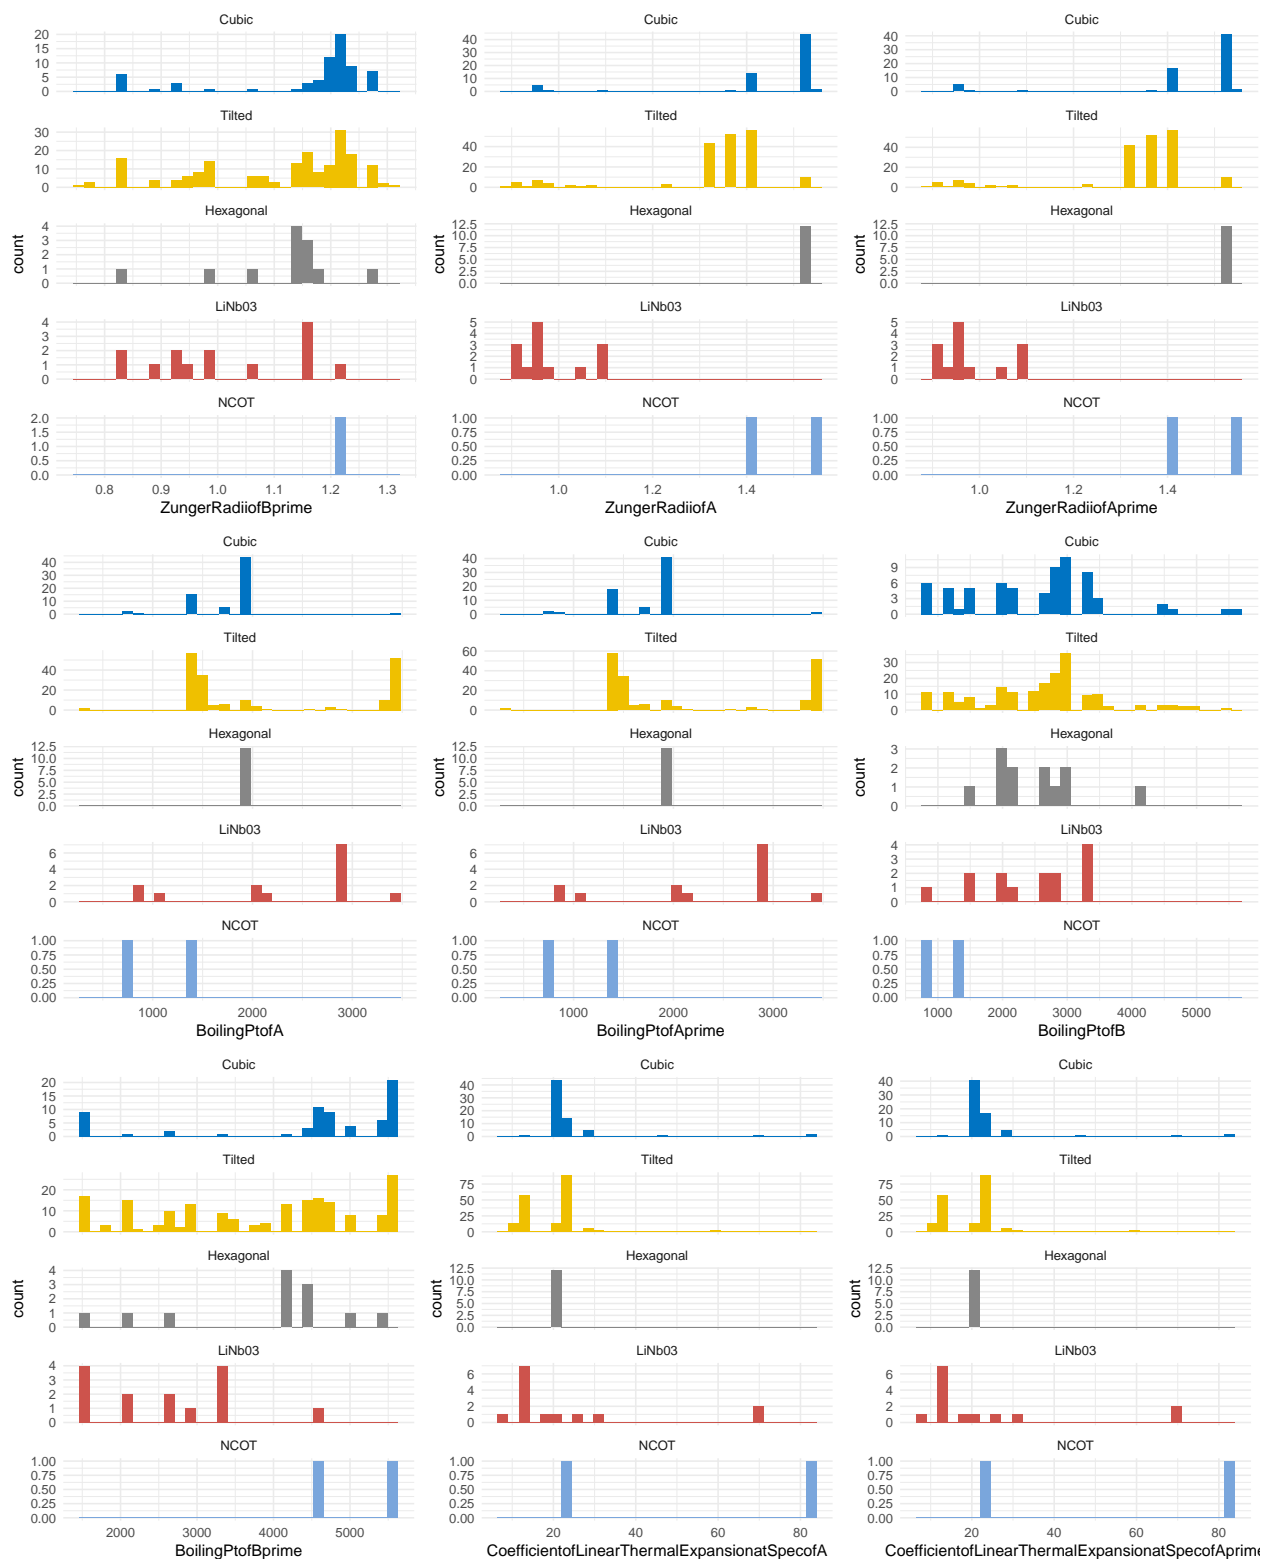 Cubic
20
15
10
5
0
Tilted
30
20
10
0
Hexagonal
4
3
2
1
0
count
LiNb03
4
3
2
1
0
NCOT
2.0
1.5
1.0
0.5
0.0
0.8 0.9 1.0 1.1 1.2 1.3
ZungerRadiiofBprime
Cubic
40
30
20
10
0
Tilted
40
20
0
Hexagonal
12.5
10.0
7.5
5.0
2.5
0.0
count
LiNb03
5
4
3
2
1
0
NCOT
1.00
0.75
0.50
0.25
0.00
1.0 1.2 1.4
ZungerRadiiofA
Cubic
40
30
20
10
0
Tilted
40
20
0
Hexagonal
12.5
10.0
7.5
5.0
2.5
0.0
count
LiNb03
5
4
3
2
1
0
NCOT
1.00
0.75
0.50
0.25
0.00
1.0 1.2 1.4
ZungerRadiiofAprime
Cubic
40
30
20
10
0
Tilted
40
20
0
Hexagonal
12.5
10.0
7.5
5.0
2.5
0.0
count
LiNb03
6
4
2
0
NCOT
1.00
0.75
0.50
0.25
0.00
1000 2000 3000
BoilingPtofA
Cubic
40
30
20
10
0
Tilted
60
40
20
0
Hexagonal
12.5
10.0
7.5
5.0
2.5
0.0
count
LiNb03
6
4
2
0
NCOT
1.00
0.75
0.50
0.25
0.00
1000 2000 3000
BoilingPtofAprime
Cubic
9
6
3
0
Tilted
30
20
10
0
Hexagonal
3
2
1
0
count
LiNb03
4
3
2
1
0
NCOT
1.00
0.75
0.50
0.25
0.00
1000 2000 3000 4000 5000
BoilingPtofB
Cubic
20
15
10
5
0
Tilted
20
10
0
Hexagonal
4
3
2
1
0
count
LiNb03
4
3
2
1
0
NCOT
1.00
0.75
0.50
0.25
0.00
2000 3000 4000 5000
BoilingPtofBprime
Cubic
40
30
20
10
0
Tilted
75
50
25
0
Hexagonal
12.5
10.0
7.5
5.0
2.5
0.0
count
LiNb03
6
4
2
0
NCOT
1.00
0.75
0.50
0.25
0.00
20 40 60 80
CoefficientofLinearThermalExpansionatSpecofA
Cubic
40
30
20
10
0
Tilted
75
50
25
0
Hexagonal
12.5
10.0
7.5
5.0
2.5
0.0
count
LiNb03
6
4
2
0
NCOT
1.00
0.75
0.50
0.25
0.00
20 40 60 80
CoefficientofLinearThermalExpansionatSpecofAprime